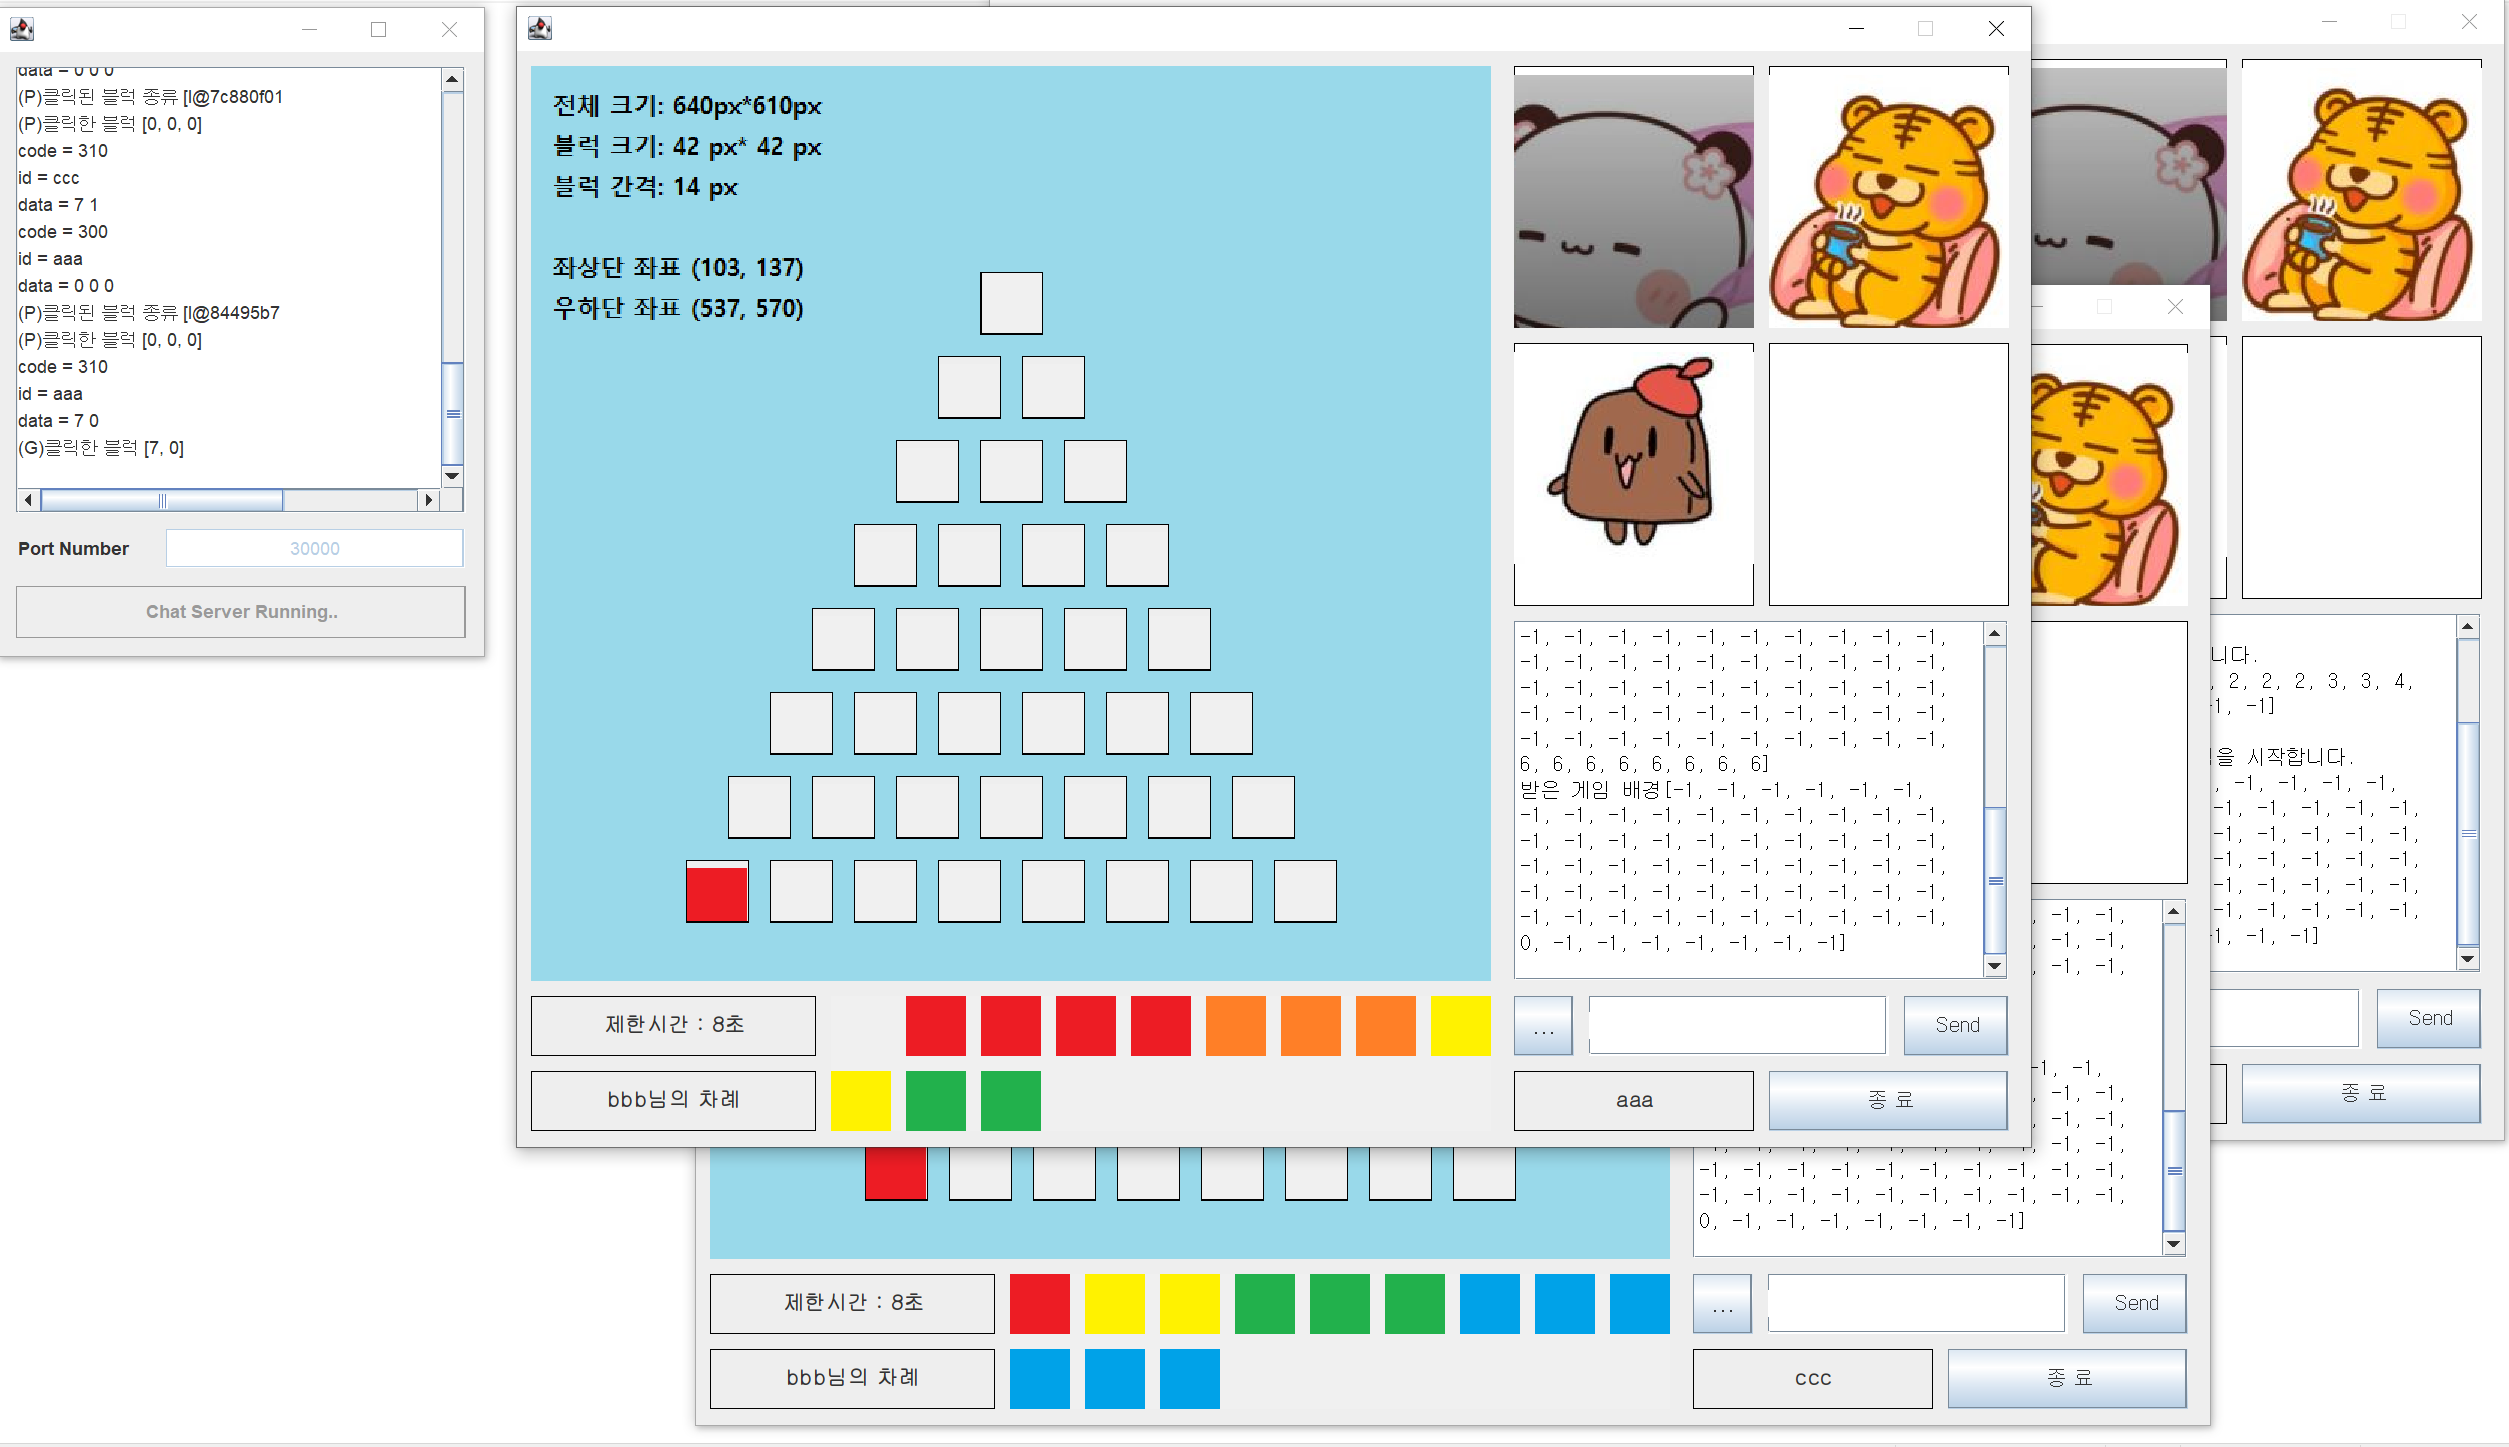 data = 0 0 0
(P)클릭된 블럭 종류 [I@7c880f01
(P)클릭한 블럭 [0, 0, 0]
code = 310
id = ccc
data = 7 1
code = 300
id = aaa
data = 0 0 0
(P)클릭된 블럭 종류 [I@84495b7
(P)클릭한 블럭 [0, 0, 0]
code = 310
id = aaa
data = 7 0
(G)클릭한 블럭 [7, 0]
Port Number
30000
Chat Server Running..
전체 크기: 640px*610px
블럭 크기: 42 px* 42 px
블럭 간격: 14 px
좌상단 좌표 (103, 137)
우하단 좌표 (537, 570)
-1, -1, -1, -1, -1, -1, -1, -1, -1, -1,
-1, -1, -1, -1, -1, -1, -1, -1, -1, -1,
-1, -1, -1, -1, -1, -1, -1, -1, -1, -1,
-1, -1, -1, -1, -1, -1, -1, -1, -1, -1,
-1, -1, -1, -1, -1, -1, -1, -1, -1, -1,
6, 6, 6, 6, 6, 6, 6, 6]
받은 게임 배경[-1, -1, -1, -1, -1, -1,
-1, -1, -1, -1, -1, -1, -1, -1, -1, -1,
-1, -1, -1, -1, -1, -1, -1, -1, -1, -1,
-1, -1, -1, -1, -1, -1, -1, -1, -1, -1,
-1, -1, -1, -1, -1, -1, -1, -1, -1, -1,
-1, -1, -1, -1, -1, -1, -1, -1, -1, -1,
0, -1, -1, -1, -1, -1, -1, -1]
제한시간 : 8초
bbb님의 차례
...
Send
aaa
종 료
니다.
, 2, 2, 2, 3, 3, 4,
-1, -1]
을 시작합니다.
, -1, -1, -1, -1,
-1, -1, -1, -1, -1,
-1, -1, -1, -1, -1,
-1, -1, -1, -1, -1,
-1, -1, -1, -1, -1,
-1, -1, -1, -1, -1,
-1, -1, -1]
Send
종 료
, -1, -1,
, -1, -1,
, -1, -1,
-1, -1,
-1, -1, -1, -1,
-1, -1, -1, -1,
-1, -1, -1, -1, -1, -1, -1, -1, -1, -1,
-1, -1, -1, -1, -1, -1, -1, -1, -1, -1,
-1, -1, -1, -1, -1, -1, -1, -1, -1, -1,
0, -1, -1, -1, -1, -1, -1, -1]
제한시간 : 8초
bbb님의 차례
...
Send
ccc
종 료